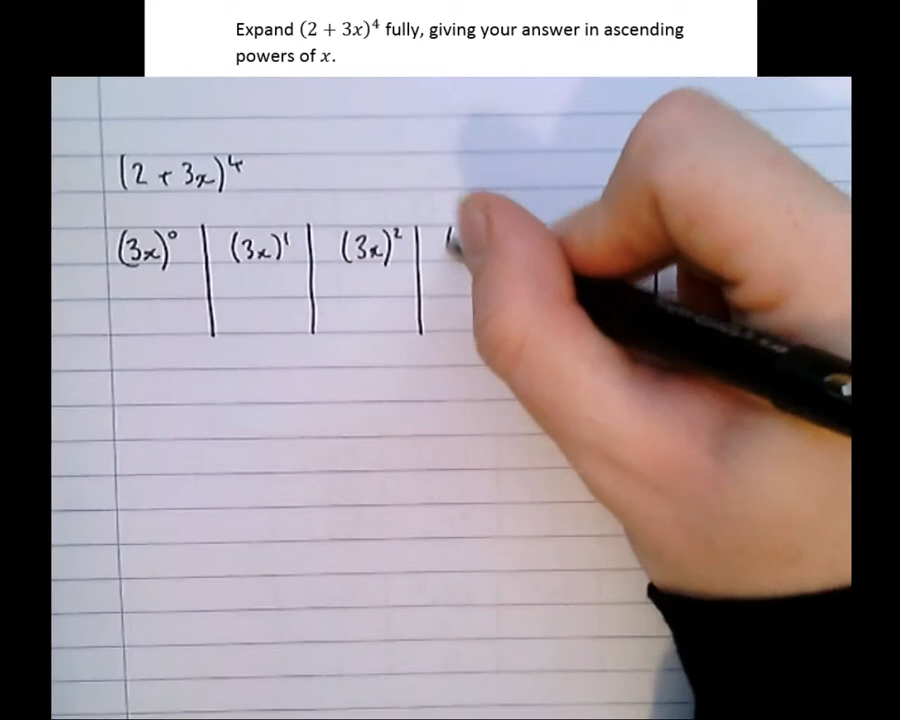 Expand (2 + 3x)⁴ fully, giving your answer in ascending
powers of x.
(2 + 3x)⁴
(3x)⁰ | (3x)¹ | (3x)² |